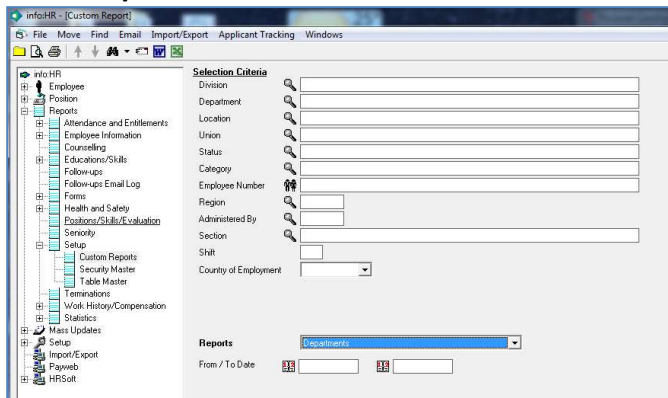 info:HR - [Custom Report]
File Move Find Email Import/Export Applicant Tracking Windows
info:HR
Employee
Position
Reports
Attendance and Entitlements
Employee Information
Counselling
Educations/Skills
Follow-ups
Follow-ups Email Log
Forms
Health and Safety
Positions/Skills/Evaluation
Seniority
Setup
Custom Reports
Security Master
Table Master
Terminations
Work History/Compensation
Statistics
Mass Updates
Setup
Import/Export
Payweb
HRSoft
Selection Criteria
Division
Department
Location
Union
Status
Category
Employee Number
Region
Administered By
Section
Shift
Country of Employment
Reports Departments
From / To Date